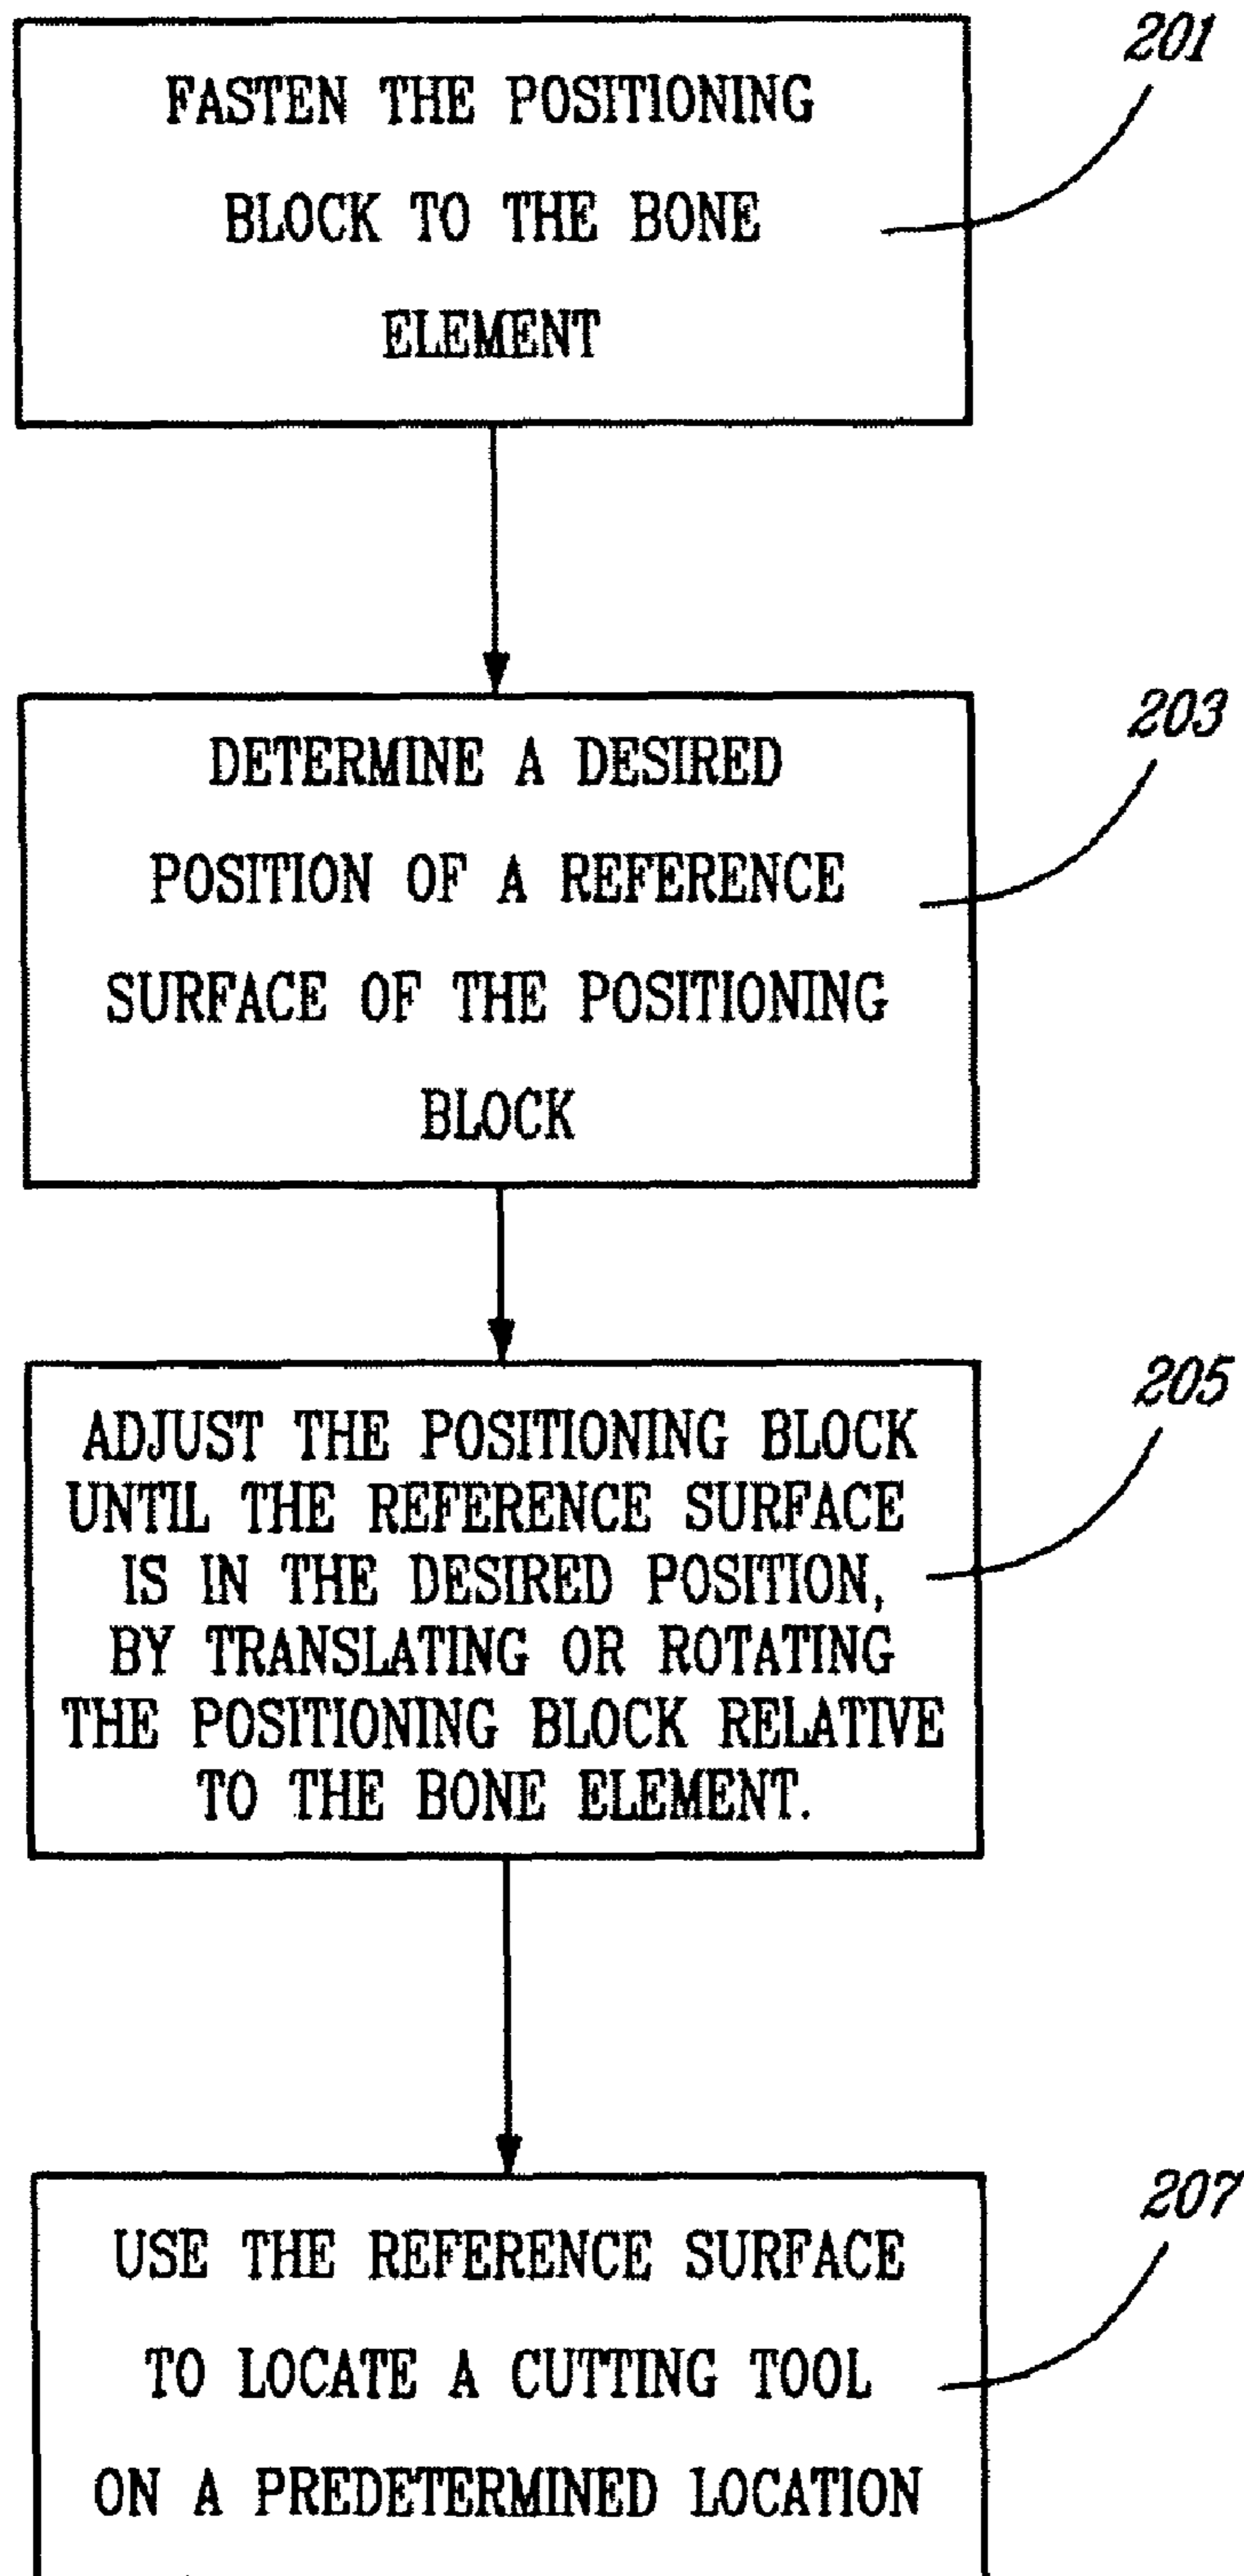 FASTEN THE POSITIONING
BLOCK TO THE BONE
ELEMENT
201
DETERMINE A DESIRED
POSITION OF A REFERENCE
SURFACE OF THE POSITIONING
BLOCK
203
ADJUST THE POSITIONING BLOCK
UNTIL THE REFERENCE SURFACE
IS IN THE DESIRED POSITION,
BY TRANSLATING OR ROTATING
THE POSITIONING BLOCK RELATIVE
TO THE BONE ELEMENT.
205
USE THE REFERENCE SURFACE
TO LOCATE A CUTTING TOOL
ON A PREDETERMINED LOCATION
207